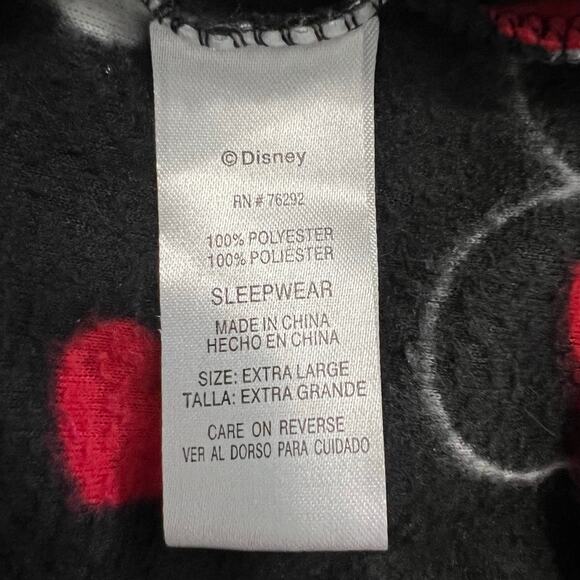 ©Disney
RN # 76292
100% POLYESTER
100% POLIÉSTER
SLEEPWEAR
MADE IN CHINA
HECHO EN CHINA
SIZE: EXTRA LARGE
TALLA: EXTRA GRANDE
CARE ON REVERSE
VER AL DORSO PARA CUIDADO